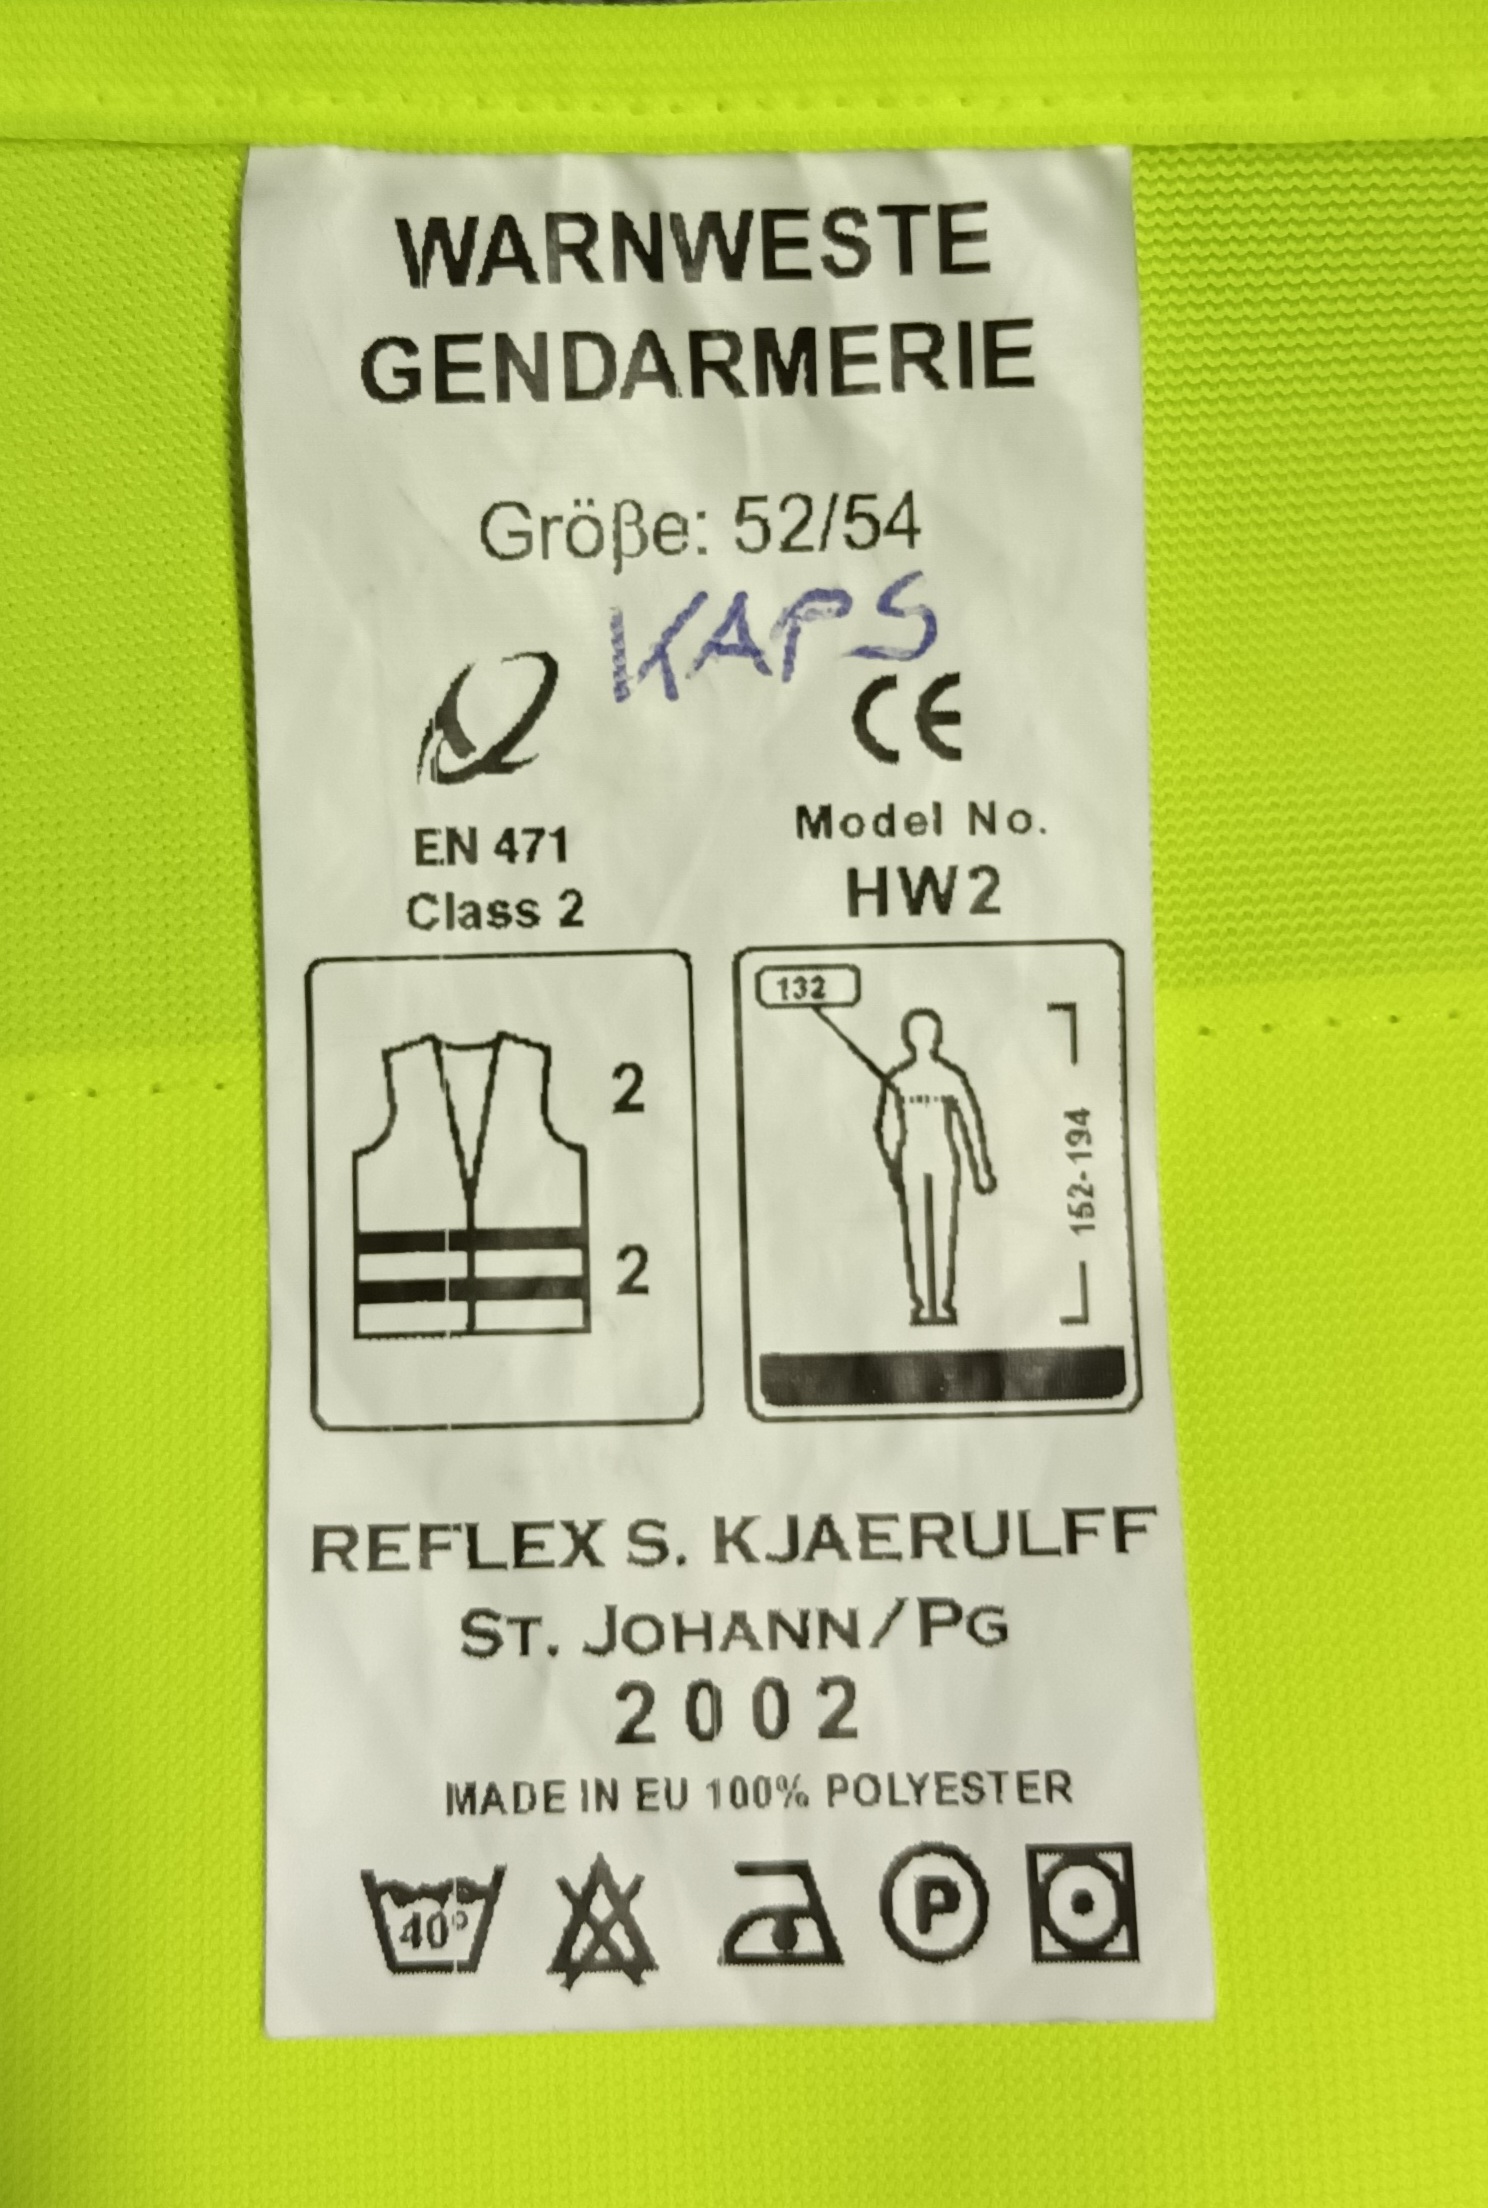 WARNWESTE
GENDARMERIE
Größe: 52/54
KAPS
CE
EN 471
Class 2
Model No.
HW2
2
2
132
152-194
REFLEX S. KJAERULFF
ST. JOHANN/PG
2002
MADE IN EU 100% POLYESTER
40°
P